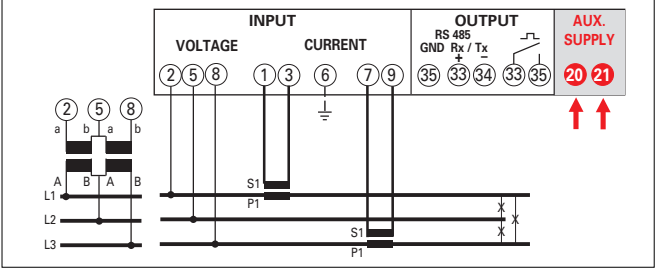 INPUT OUTPUT AUX. SUPPLY
VOLTAGE CURRENT RS 485
GND Rx / Tx
+ −
2 5 8 1 3 6 7 9 35 33 34 33 35 20 21
2 5 8
a b a b
A B A B
S1
P1
L1
L2
L3
S1
P1
X X X